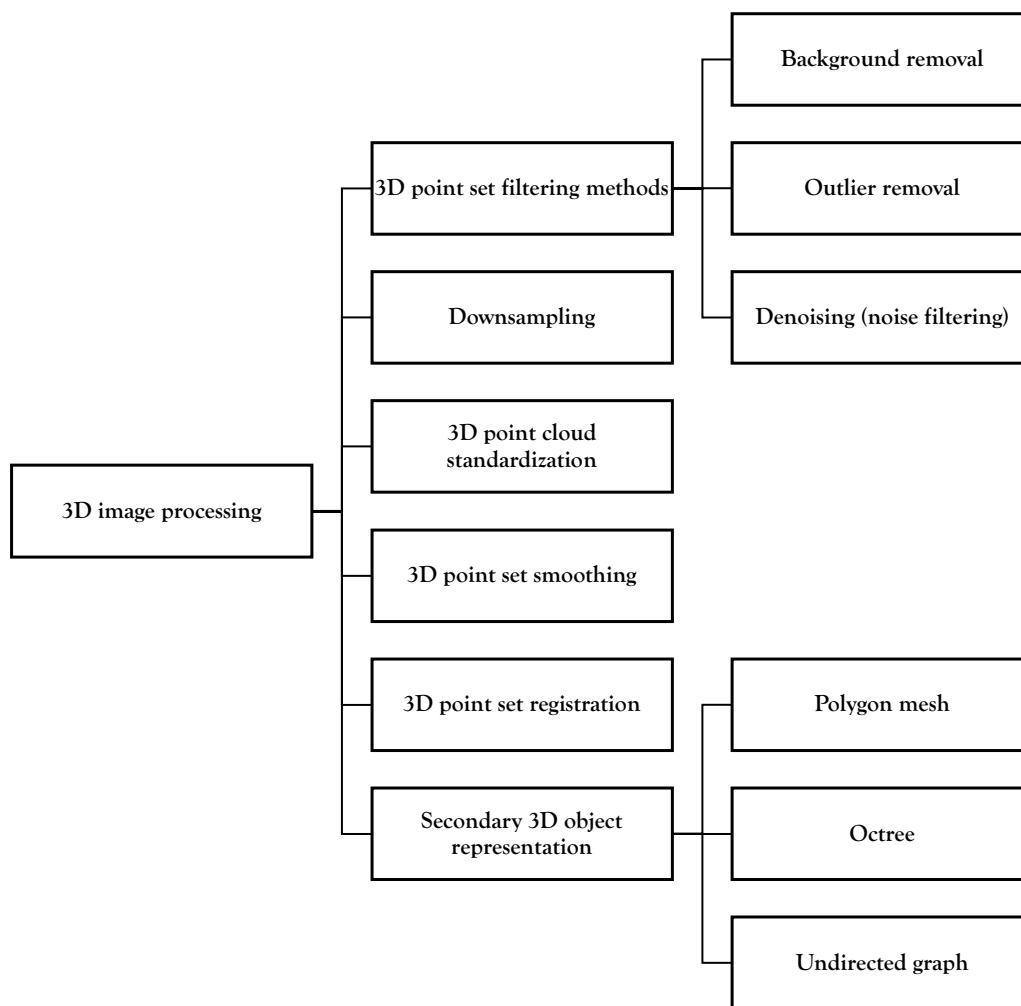 Background removal
3D point set filtering methods
Outlier removal
Downsampling
Denoising (noise filtering)
3D point cloud
standardization
3D image processing
3D point set smoothing
3D point set registration
Polygon mesh
Secondary 3D object
representation
Octree
Undirected graph